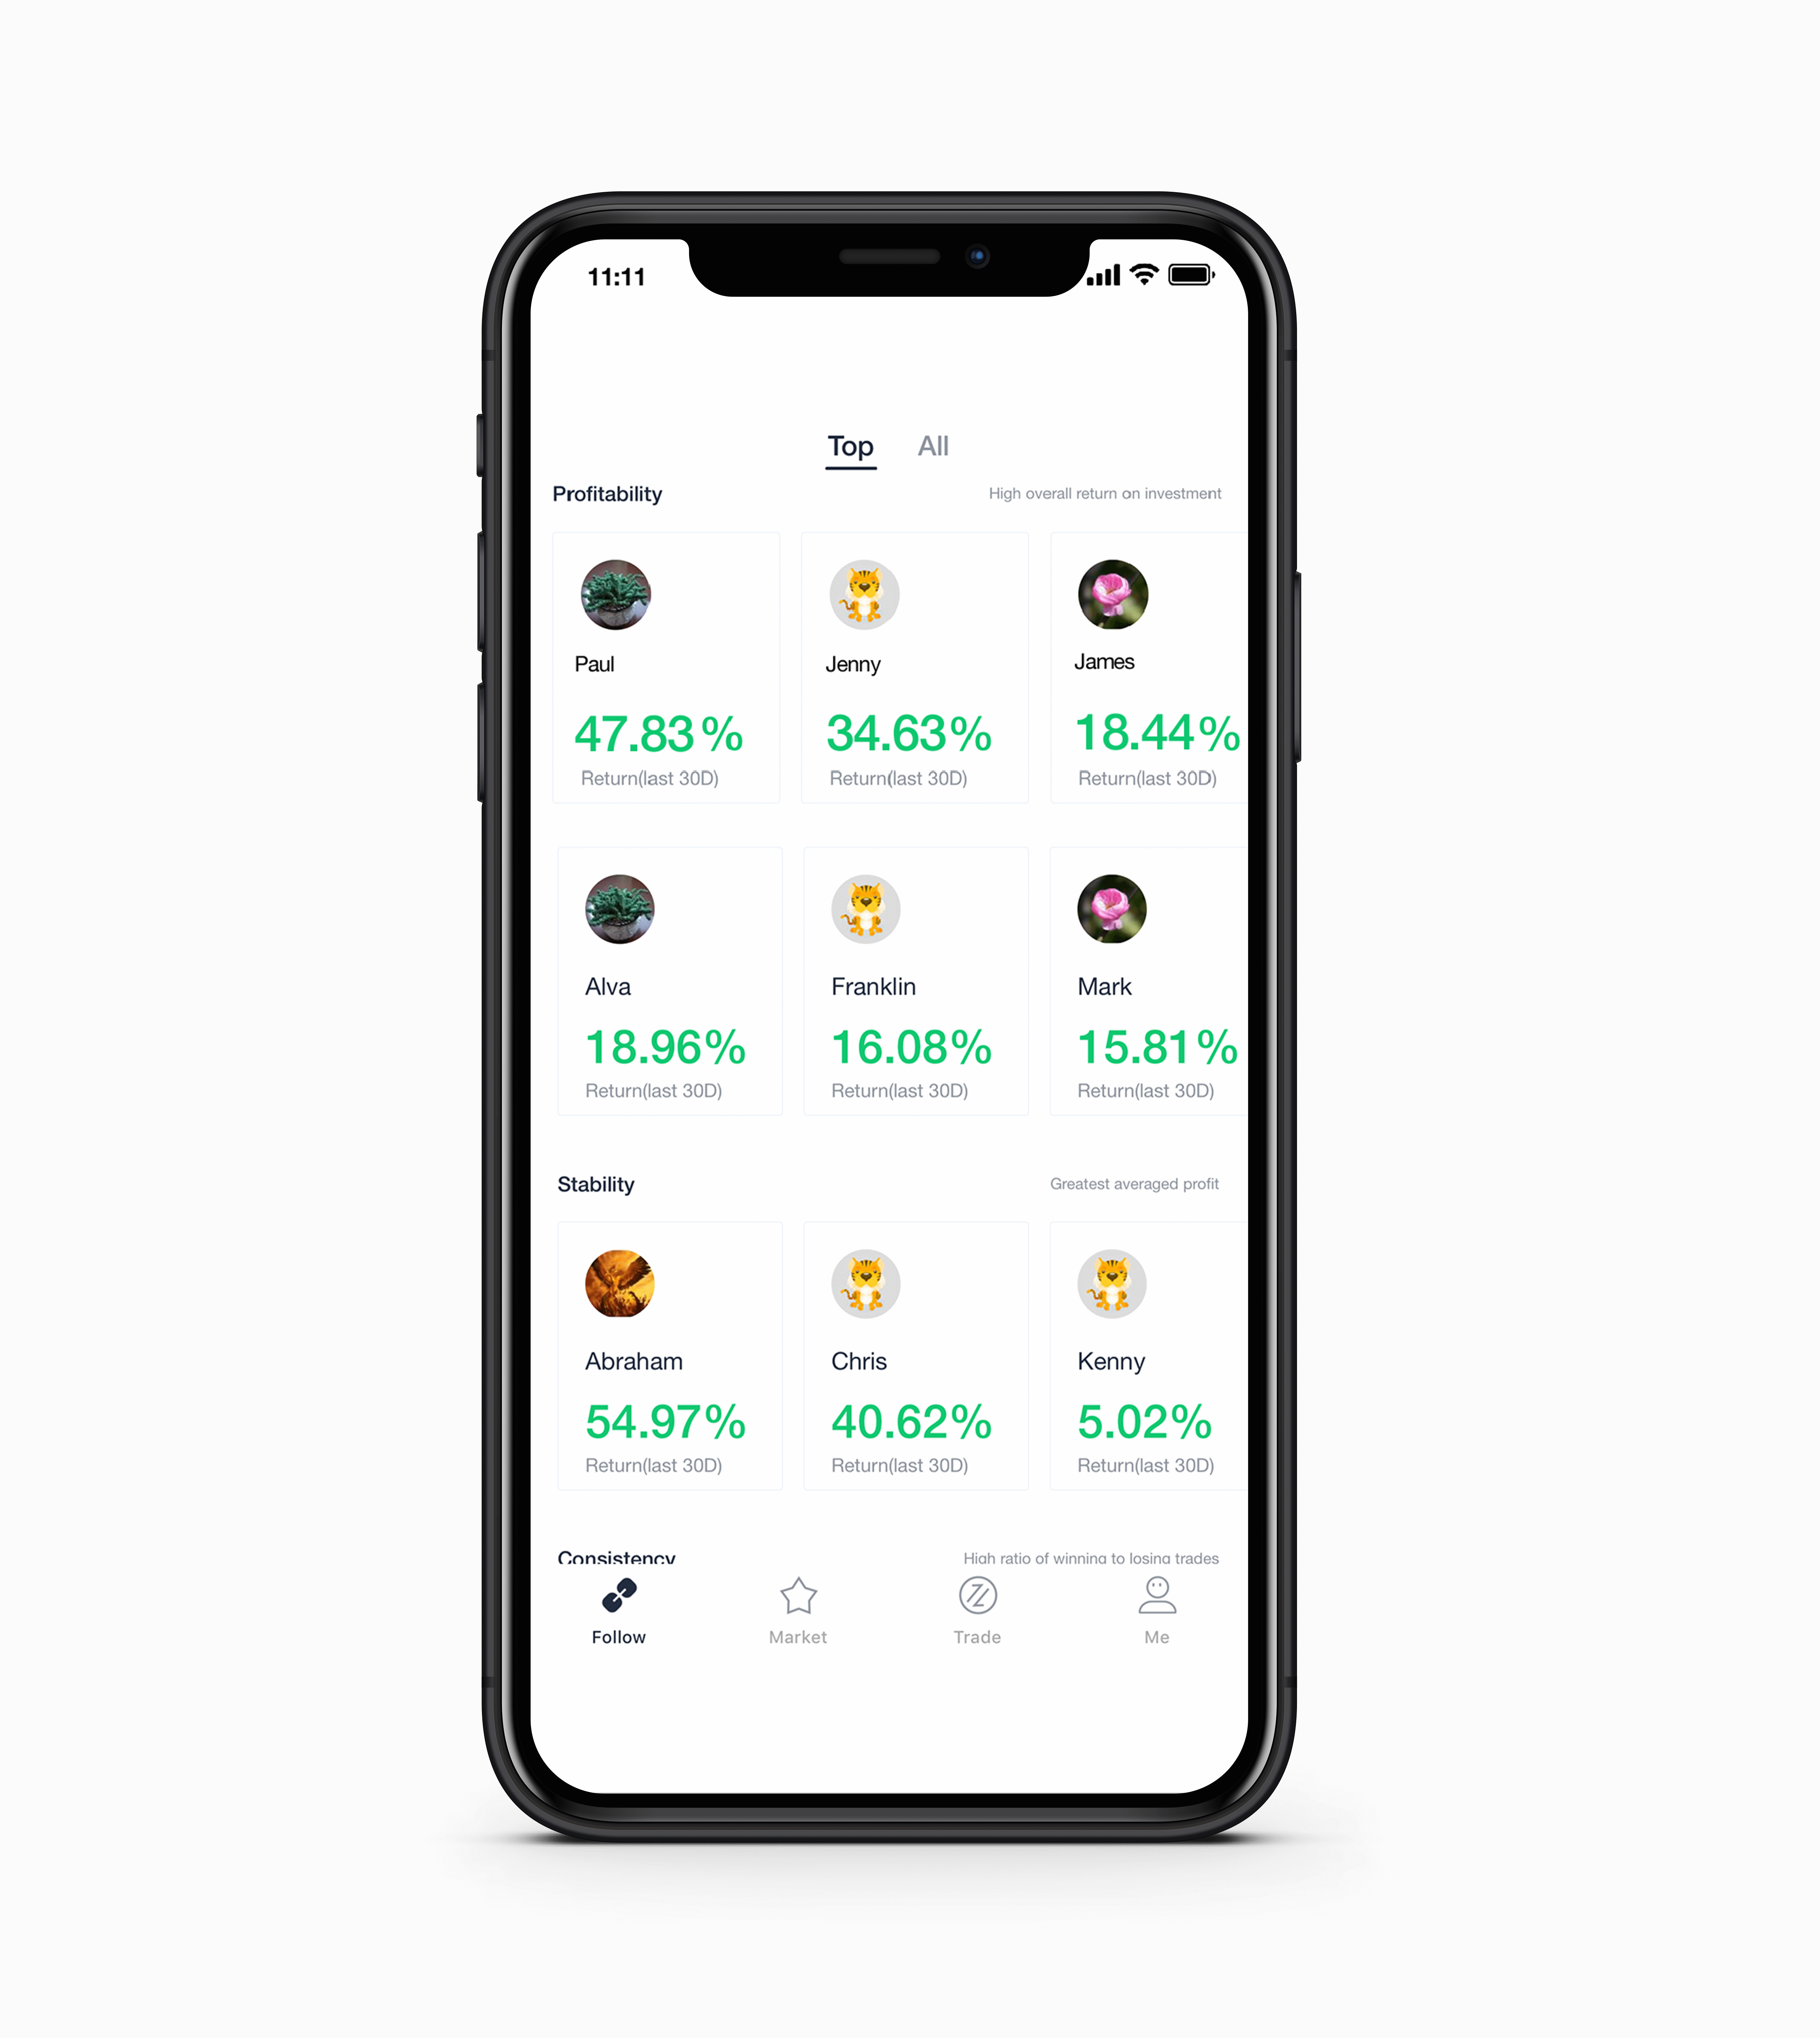 11:11
Top All
Profitability High overall return on investment
Paul Jenny James
47.83% 34.63% 18.44%
Return(last 30D) Return(last 30D) Return(last 30D)
Alva Franklin Mark
18.96% 16.08% 15.81%
Return(last 30D) Return(last 30D) Return(last 30D)
Stability Greatest averaged profit
Abraham Chris Kenny
54.97% 40.62% 5.02%
Return(last 30D) Return(last 30D) Return(last 30D)
Consistency High ratio of winning to losing trades
Follow Market Trade Me